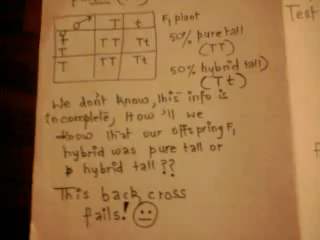 T t
T TT Tt
T TT Tt
F₁ plant
50% pure tall
(TT)
50% hybrid tall)
(Tt)
We don't know, this info is
incomplete, How'll we
know that our offspring F₁
hybrid was pure tall or
hybrid tall??
This back cross
fails!
Test